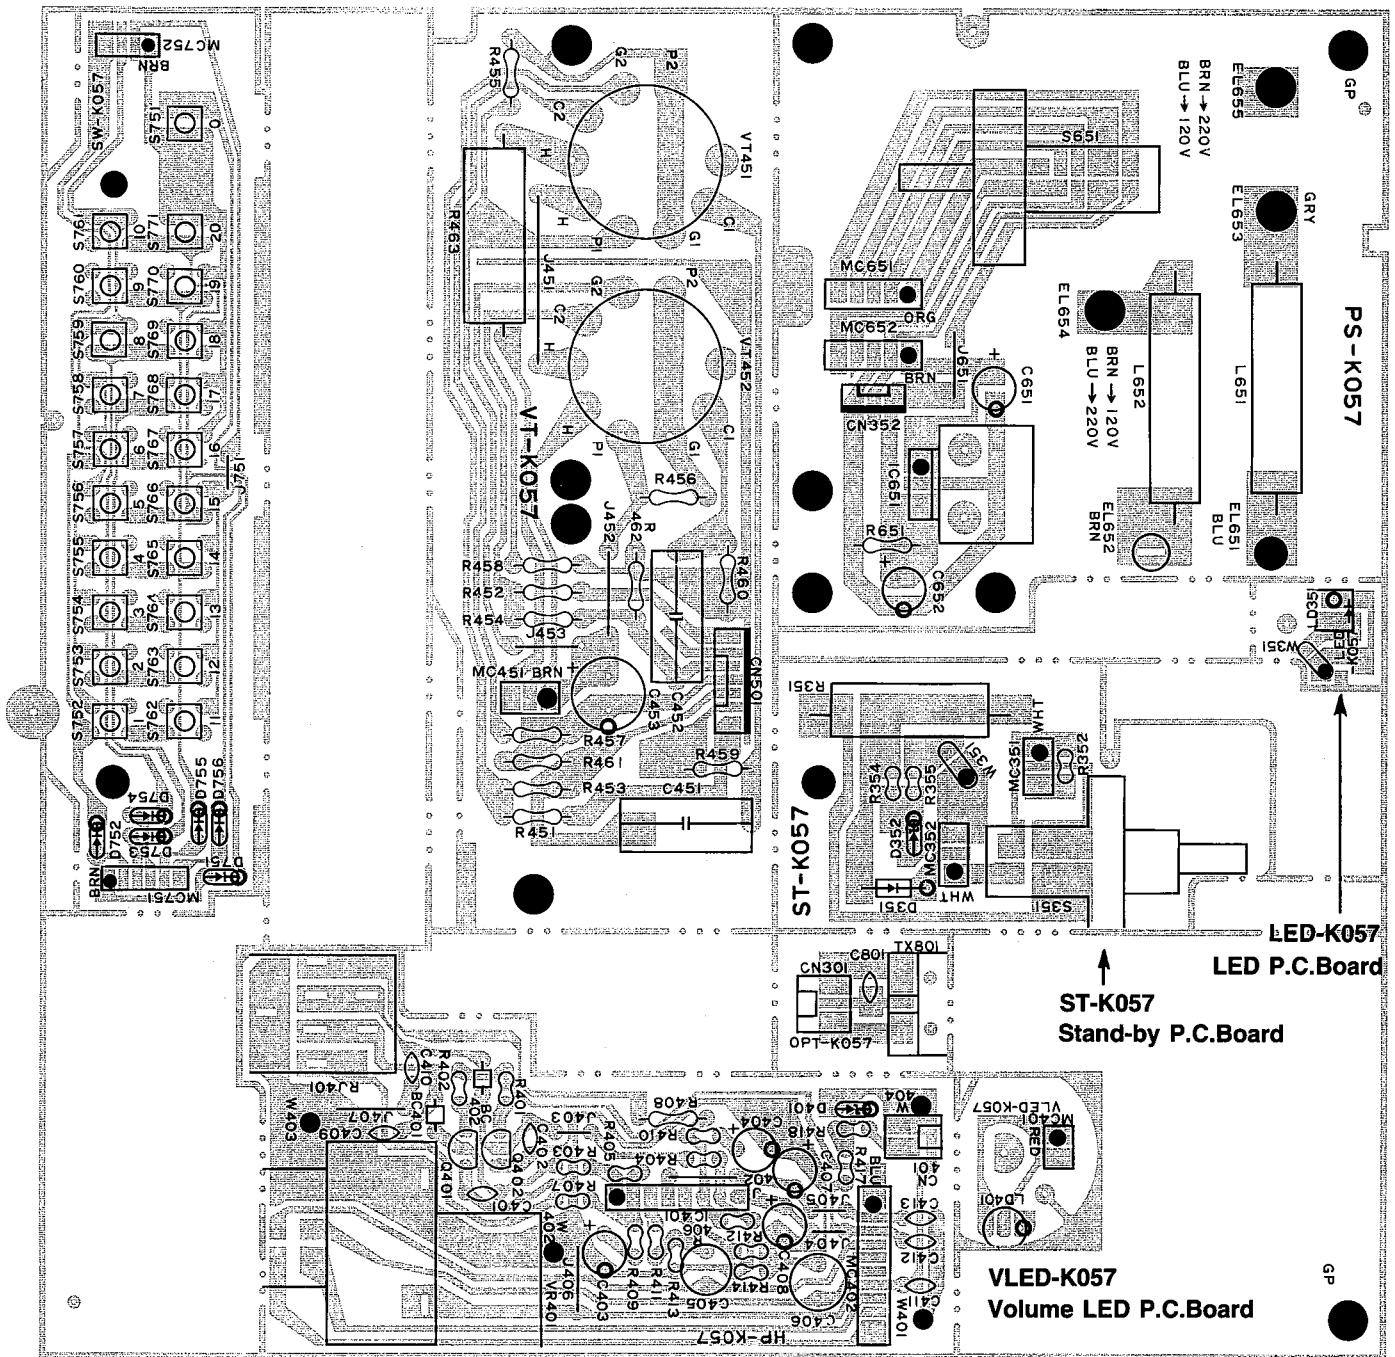 MC752
BRN
SW-K057
S751
0
S761
10
S771
20
S760
9
S770
19
S759
8
S769
18
S758
7
S768
17
S757
6
S767
16
J751
S756
5
S766
15
S755
4
S765
14
S754
3
S764
13
S753
2
S763
12
S752
1
S762
11
D752
D754
D753
D755
D756
D751
BRN
MC751
R455
G2
P2
C2
H
VT451
H
P1
G1
C1
R463
J451
G2
P2
C2
H
VT452
H
P1
G1
C1
VT-K057
R456
J452
R
462
R460
R458
R452
R454
J453
MC451 BRN
C453
C452
CN501
R457
R461
R453
R451
R459
C451
S651
BRN→220V
BLU→120V
EL655
GP
GRY
EL653
MC651
ORG
MC652
BRN
CN352
J651
C651
EL654
BRN→120V
BLU→220V
L652
L651
PS-K057
C651
R651
C652
EL652
BRN
EL651
BLU
LD351
LED
-K057
W351
R351
WHT
MC351
R352
W351
R354
R355
D352
MC352
WHT
D351
S351
ST-K057
LED-K057
LED P.C.Board
ST-K057
Stand-by P.C.Board
TX801
C801
CN301
OPT-K057
RJ401
C410
R402
BC401
BC
402
R401
W403
J407
C409
Q401
Q402
C402
C401
J403
R403
R407
R405
R408
R410
R404
C404
D401
R418
W
404
CN
401
R417
BLU
C407
402
J405
J404
C413
C412
C411
W401
MC402
W
402
J406
VR401
C403
R409
R411
R413
C405
R412
R414
C408
C406
HP-K057
VLED-K057
MC401
RED
LD401
VLED-K057
Volume LED P.C.Board
GP